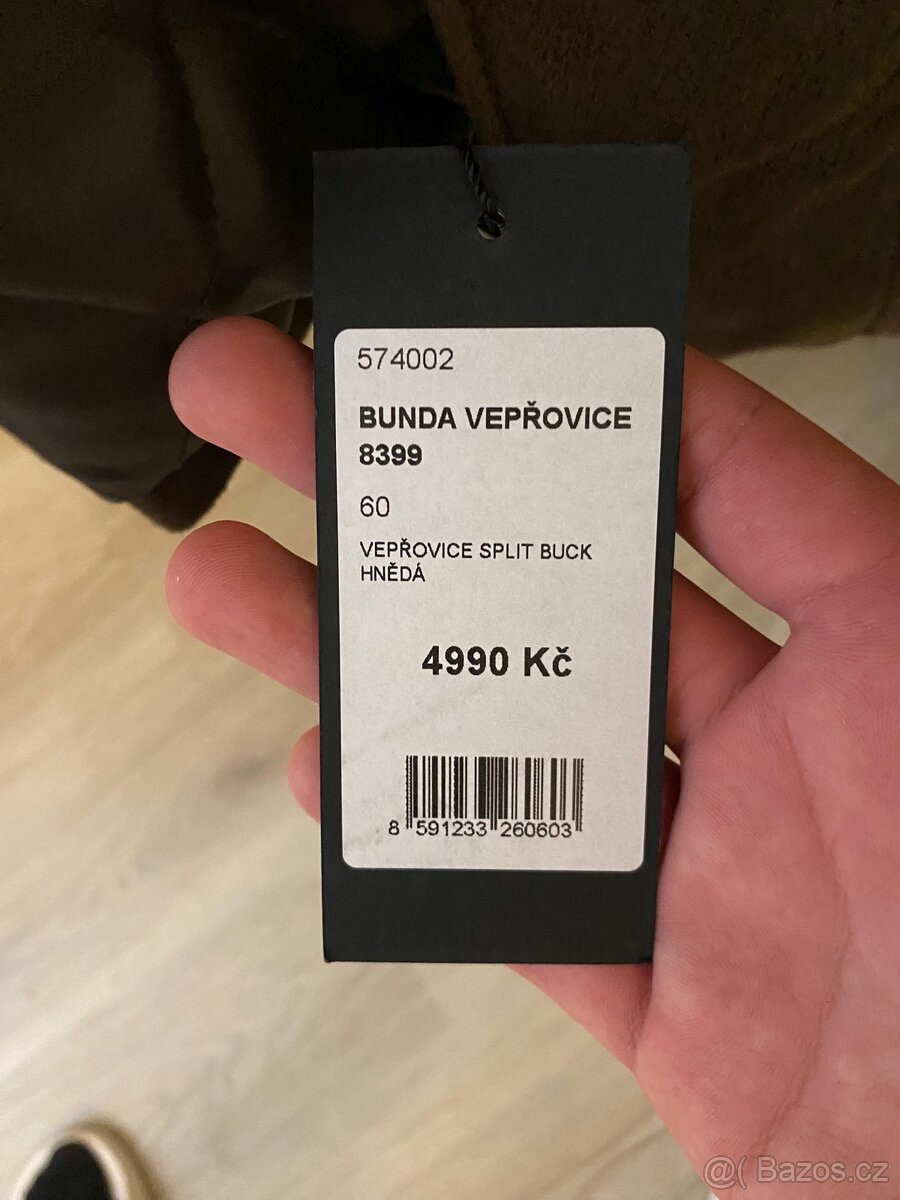 574002
BUNDA VEPŘOVICE
8399
60
VEPŘOVICE SPLIT BUCK
HNĚDÁ
4990 Kč
8 591233 260603
@( Bazos.cz